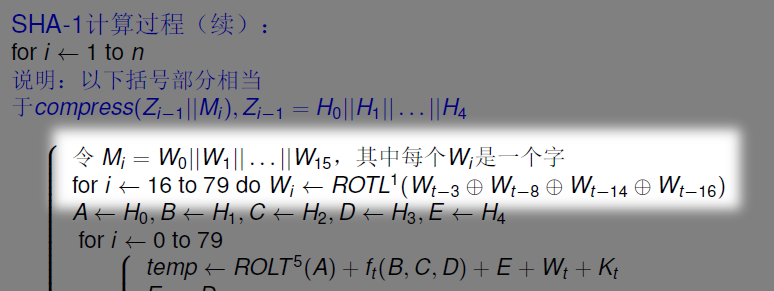 SHA-1计算过程（续）：
for i ← 1 to n
说明：以下括号部分相当
于compress(Z_{i−1}||M_i), Z_{i−1} = H_0||H_1||...||H_4
令 M_i = W_0||W_1||...||W_{15}，其中每个W_i是一个字
for i ← 16 to 79 do W_i ← ROTL^1(W_{t−3} ⊕ W_{t−8} ⊕ W_{t−14} ⊕ W_{t−16})
A ← H_0, B ← H_1, C ← H_2, D ← H_3, E ← H_4
for i ← 0 to 79
temp ← ROLT^5(A) + f_t(B, C, D) + E + W_t + K_t